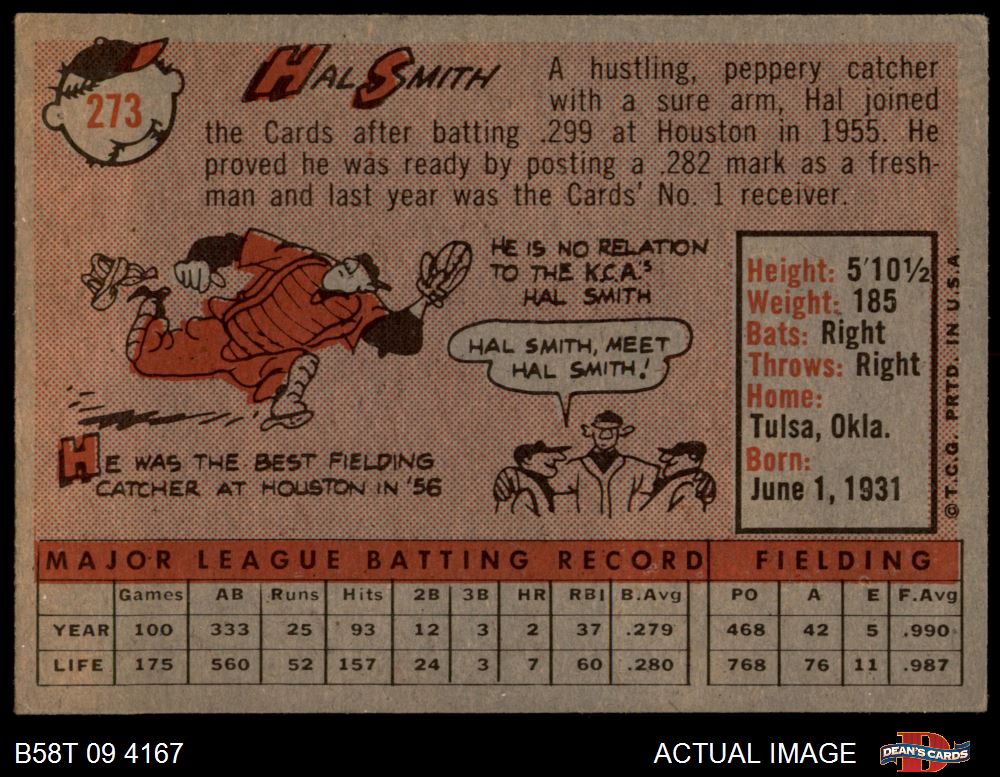 273
HAL SMITH
A hustling, peppery catcher
with a sure arm, Hal joined
the Cards after batting .299 at Houston in 1955. He
proved he was ready by posting a .282 mark as a fresh-
man and last year was the Cards' No. 1 receiver.
HE IS NO RELATION
TO THE K.C.A.'S
HAL SMITH
HAL SMITH, MEET
HAL SMITH!
HE WAS THE BEST FIELDING
CATCHER AT HOUSTON IN '56
Height: 5'10½
Weight: 185
Bats: Right
Throws: Right
Home:
Tulsa, Okla.
Born:
June 1, 1931
© T.C.G. PRTD. IN U.S.A.
MAJOR LEAGUE BATTING RECORD FIELDING
Games AB Runs Hits 2B 3B HR RBI B.Avg PO A E F.Avg
YEAR 100 333 25 93 12 3 2 37 .279 468 42 5 .990
LIFE 175 560 52 157 24 3 7 60 .280 768 76 11 .987
B58T 09 4167 ACTUAL IMAGE D DEAN'S CARDS